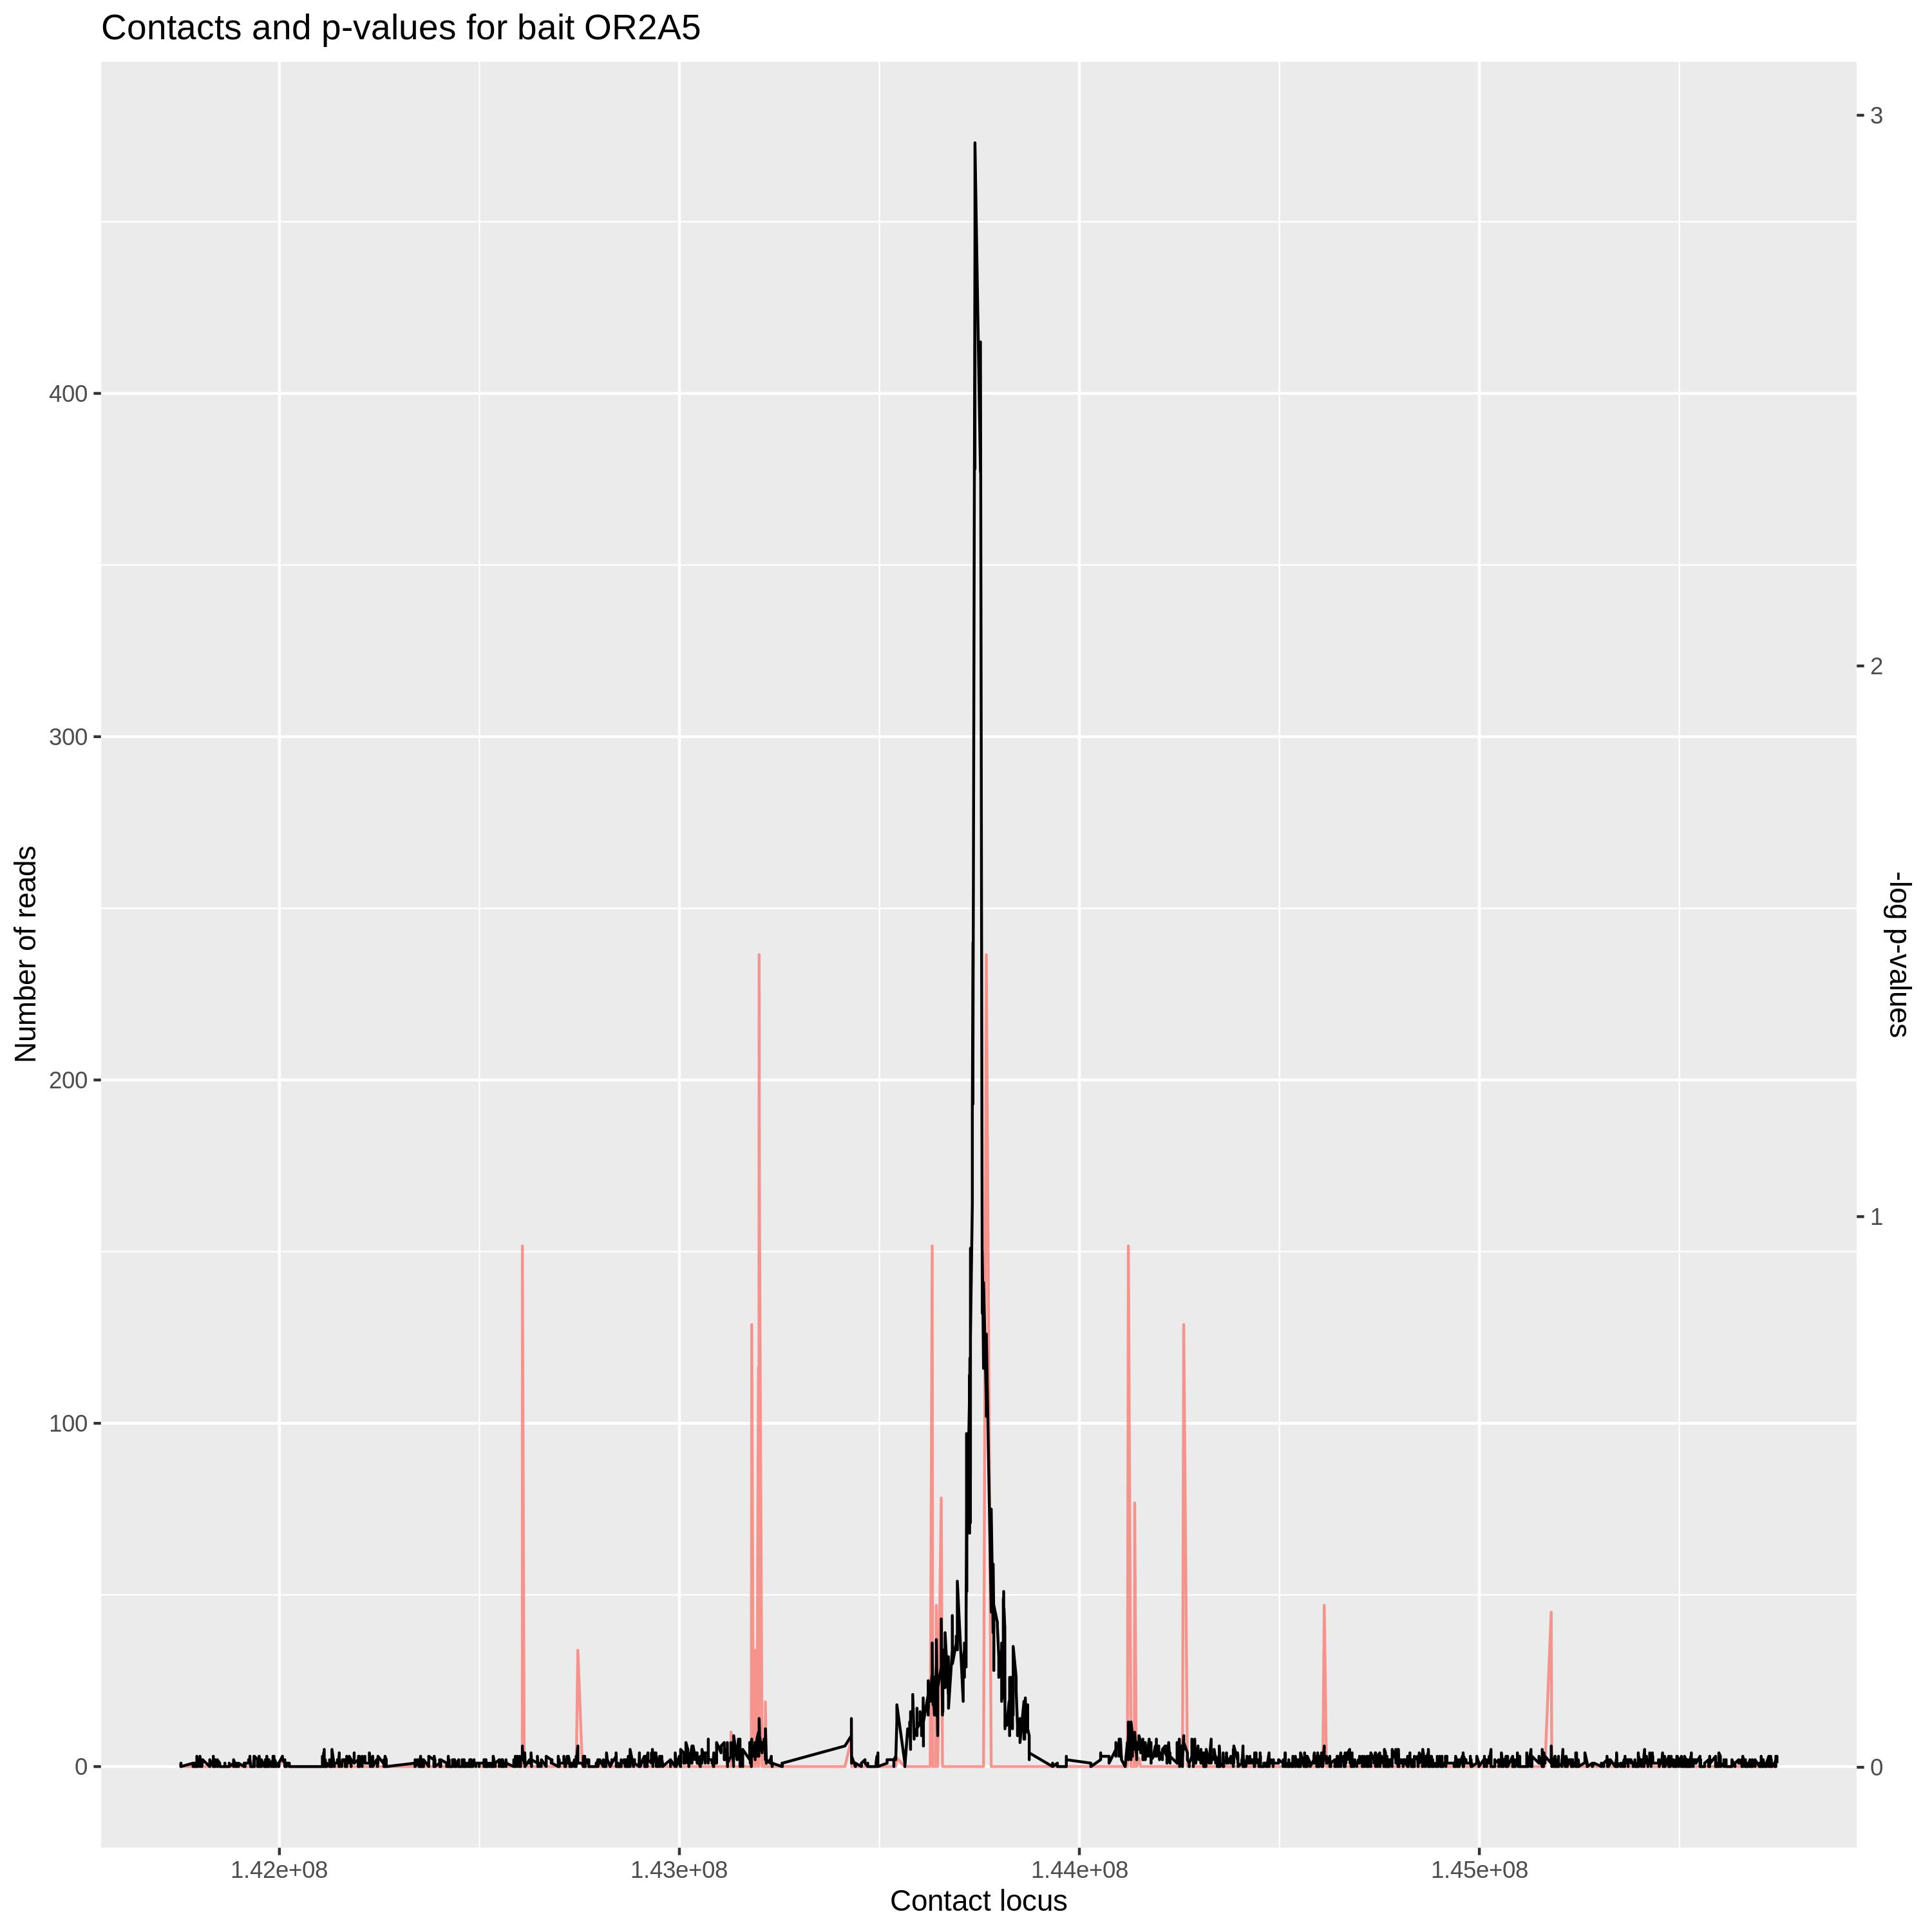 Contacts and p-values for bait OR2A5
3
400
2
300
Number of reads
-log p-values
200
1
100
0
0
1.42e+08
1.43e+08
1.44e+08
1.45e+08
Contact locus